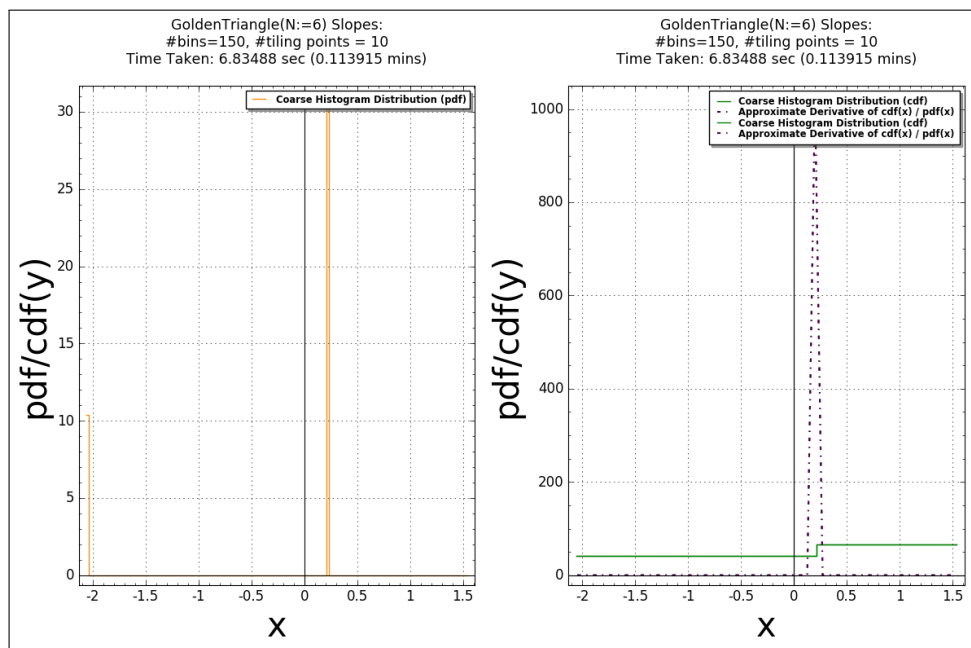 GoldenTriangle(N:=6) Slopes:
#bins=150, #tiling points = 10
Time Taken: 6.83488 sec (0.113915 mins)
Coarse Histogram Distribution (pdf)
30
25
20
15
10
5
0
pdf/cdf(y)
-2
-1.5
-1
-0.5
0
0.5
1
1.5
x
GoldenTriangle(N:=6) Slopes:
#bins=150, #tiling points = 10
Time Taken: 6.83488 sec (0.113915 mins)
Coarse Histogram Distribution (cdf)
Approximate Derivative of cdf(x) / pdf(x)
Coarse Histogram Distribution (cdf)
Approximate Derivative of cdf(x) / pdf(x)
1000
800
600
400
200
0
pdf/cdf(y)
-2
-1.5
-1
-0.5
0
0.5
1
1.5
x